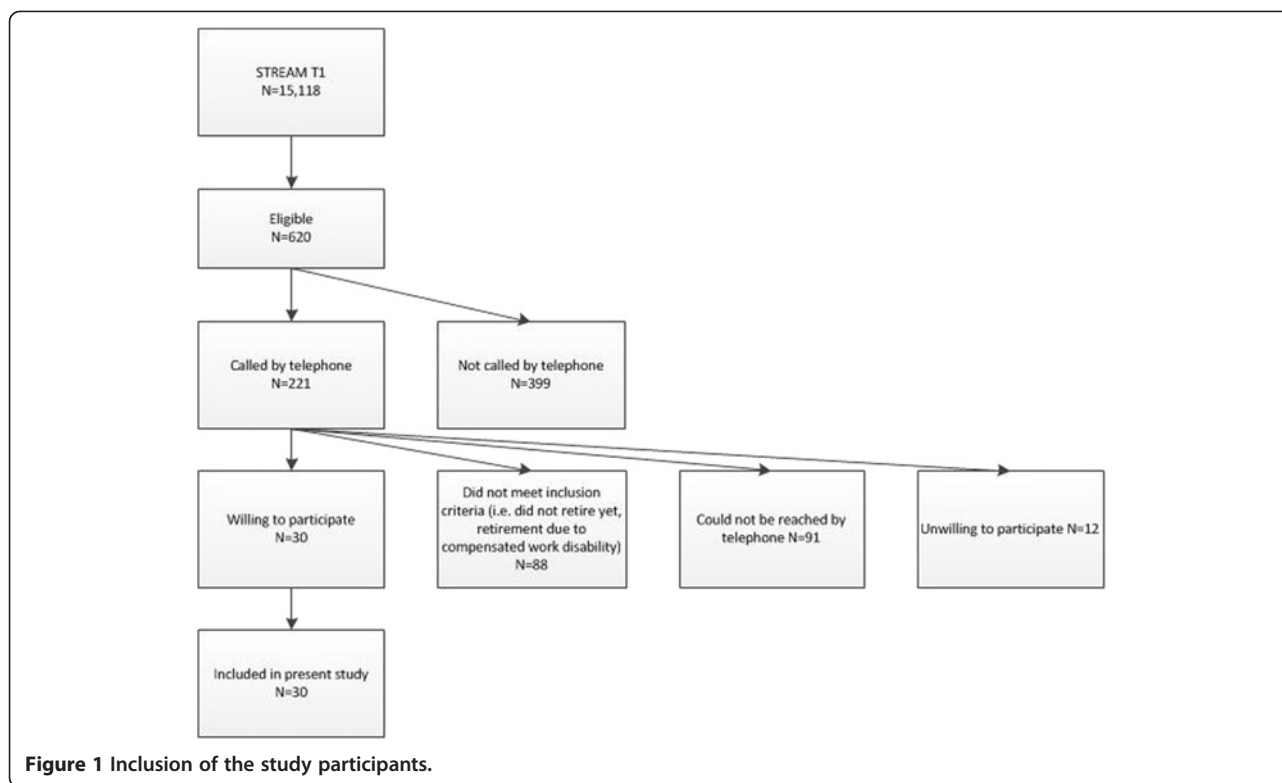 STREAM T1
N=15,118
Eligible
N=620
Called by telephone
N=221
Not called by telephone
N=399
Willing to participate
N=30
Did not meet inclusion
criteria (i.e. did not retire yet,
retirement due to
compensated work disability)
N=88
Could not be reached by
telephone N=91
Unwilling to participate N=12
Included in present study
N=30
Figure 1 Inclusion of the study participants.